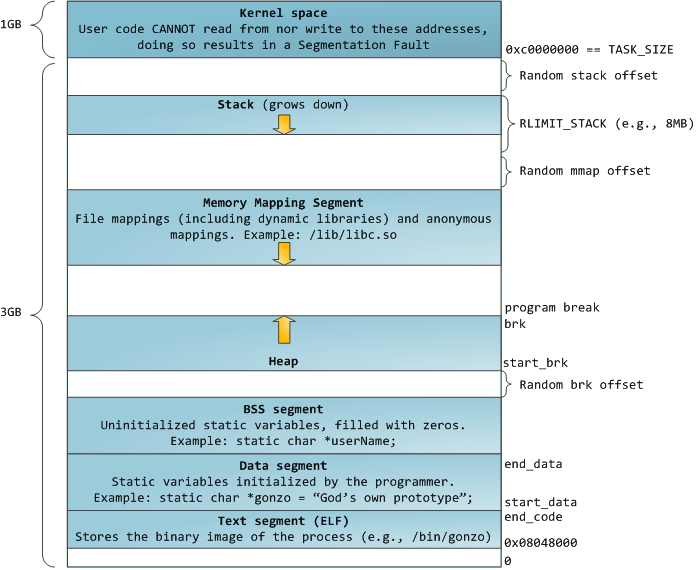 1GB
Kernel space
User code CANNOT read from nor write to these addresses,
doing so results in a Segmentation Fault
0xc0000000 == TASK_SIZE
Random stack offset
Stack (grows down)
RLIMIT_STACK (e.g., 8MB)
Random mmap offset
Memory Mapping Segment
File mappings (including dynamic libraries) and anonymous
mappings. Example: /lib/libc.so
3GB
program break
brk
Heap
start_brk
Random brk offset
BSS segment
Uninitialized static variables, filled with zeros.
Example: static char *userName;
Data segment
Static variables initialized by the programmer.
Example: static char *gonzo = “God’s own prototype”;
end_data
start_data
end_code
Text segment (ELF)
Stores the binary image of the process (e.g., /bin/gonzo)
0x08048000
0